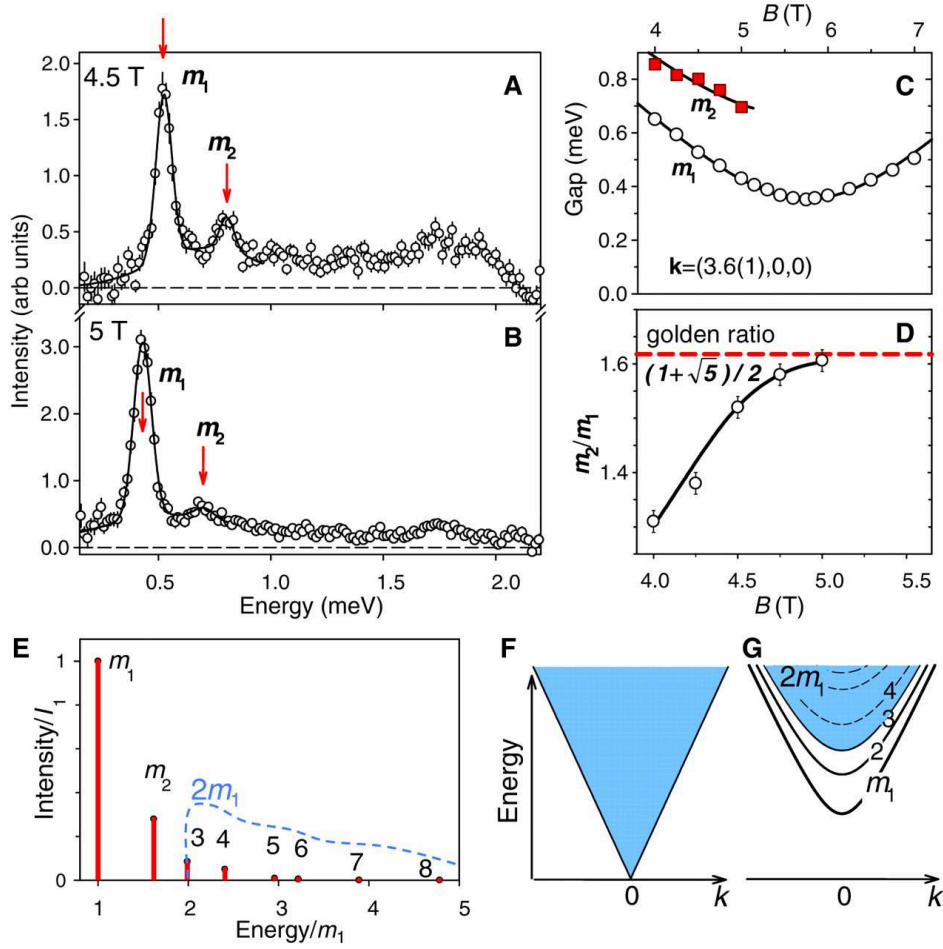 4.5 T
m1
m2
A
2.0
1.5
1.0
0.5
0.0
5 T
m1
m2
B
3.0
2.0
1.0
0.0
Intensity (arb units)
0.5
1.0
1.5
2.0
Energy (meV)
B (T)
4
5
6
7
C
0.8
0.6
0.4
0.2
0.0
Gap (meV)
m2
m1
k=(3.6(1),0,0)
golden ratio
D
(1+√5)/2
1.6
1.4
m2/m1
4.0
4.5
5.0
5.5
B (T)
E
1
0
Intensity/I1
m1
m2
2m1
3
4
5
6
7
8
1
2
3
4
5
Energy/m1
F
Energy
0
k
G
2m1
4
3
2
m1
0
k